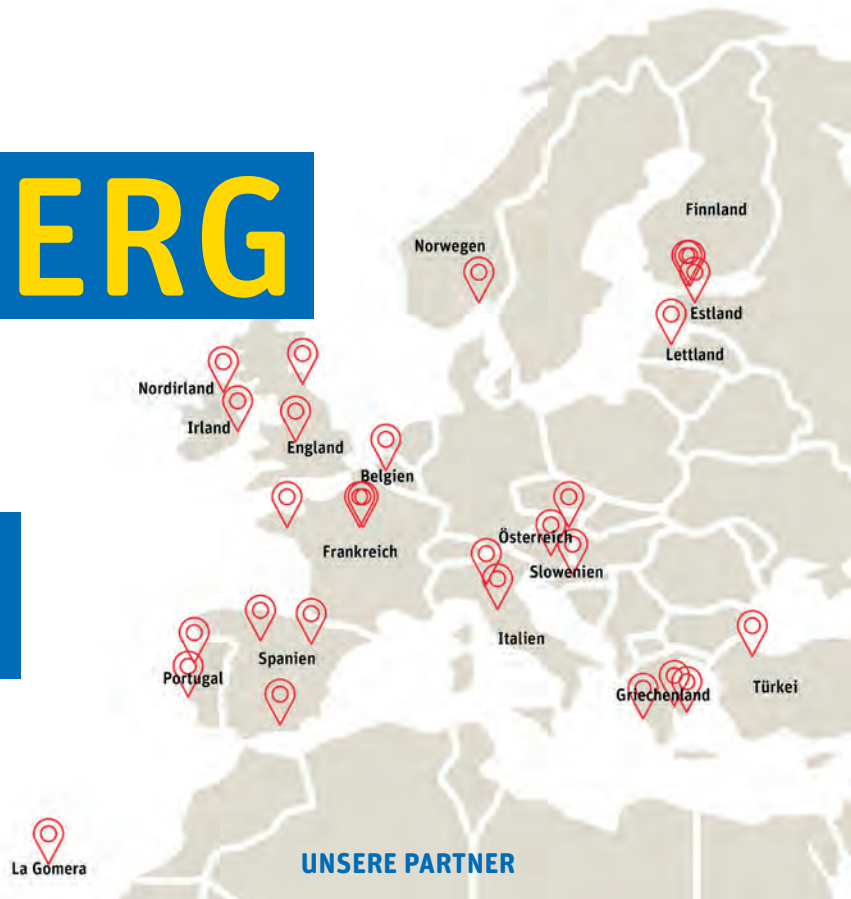 ERG
Finnland
Norwegen
Estland
Lettland
Nordirland
Irland
England
Belgien
Österreich
Frankreich
Slowenien
Italien
Spanien
Portugal
Griechenland
Türkei
La Gomera
UNSERE PARTNER